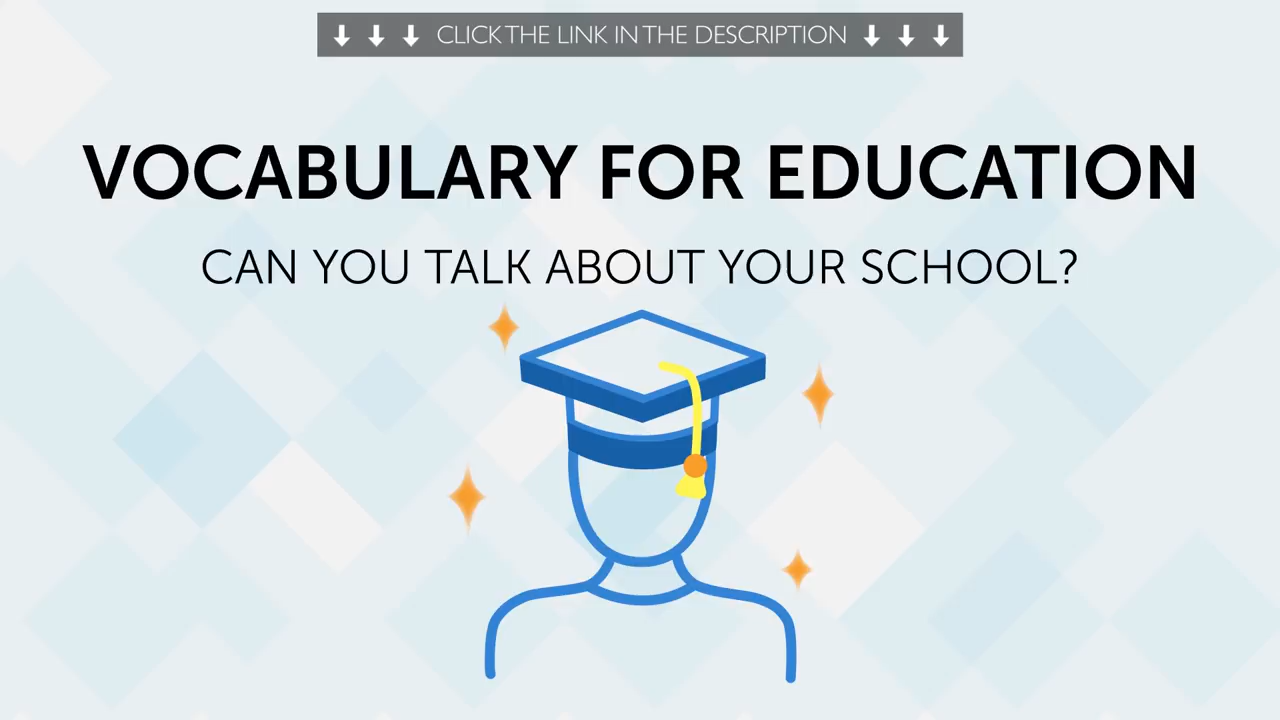 CLICK THE LINK IN THE DESCRIPTION
VOCABULARY FOR EDUCATION
CAN YOU TALK ABOUT YOUR SCHOOL?